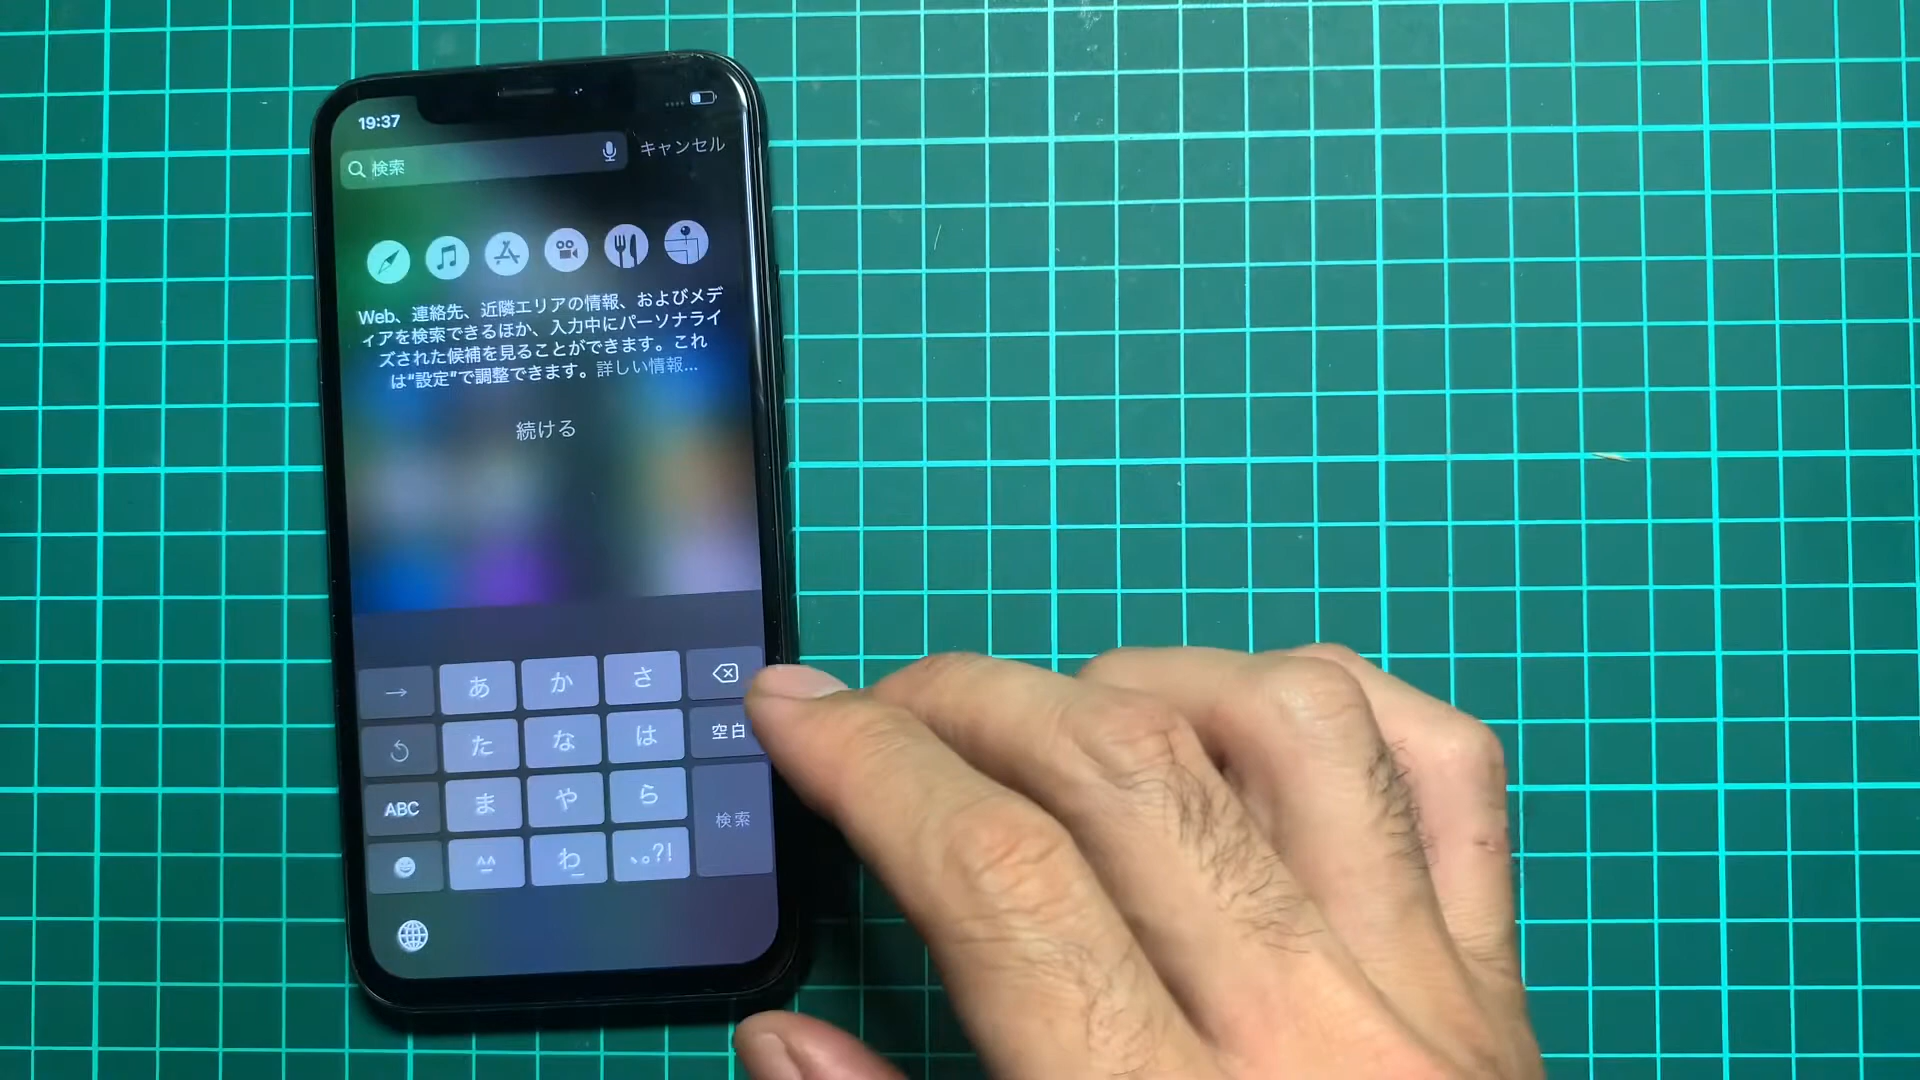 19:37
検索
キャンセル
Web、連絡先、近隣エリアの情報、およびメデ
ィアを検索できるほか、入力中にパーソナライ
ズされた候補を見ることができます。これ
は“設定”で調整できます。詳しい情報...
続ける
→ あ か さ
た な は 空白
ABC ま や ら 検索
^^ わ_ 、。?!